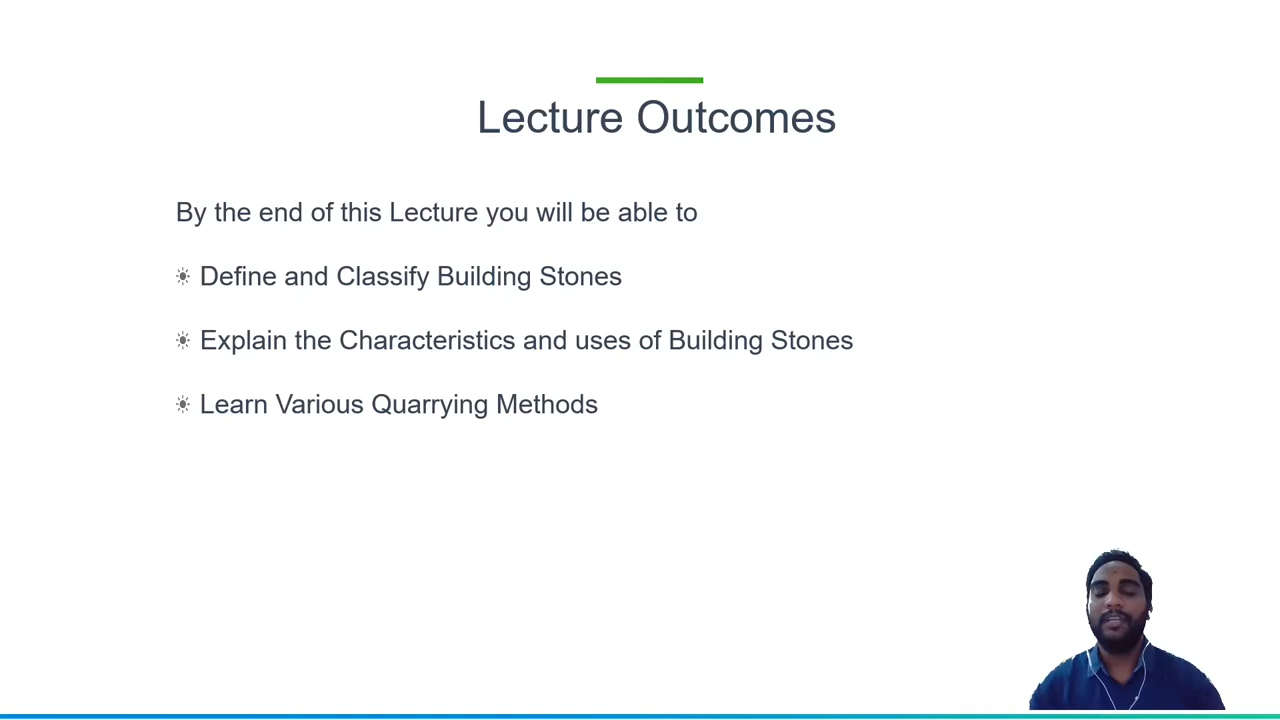 Lecture Outcomes
By the end of this Lecture you will be able to
Define and Classify Building Stones
Explain the Characteristics and uses of Building Stones
Learn Various Quarrying Methods